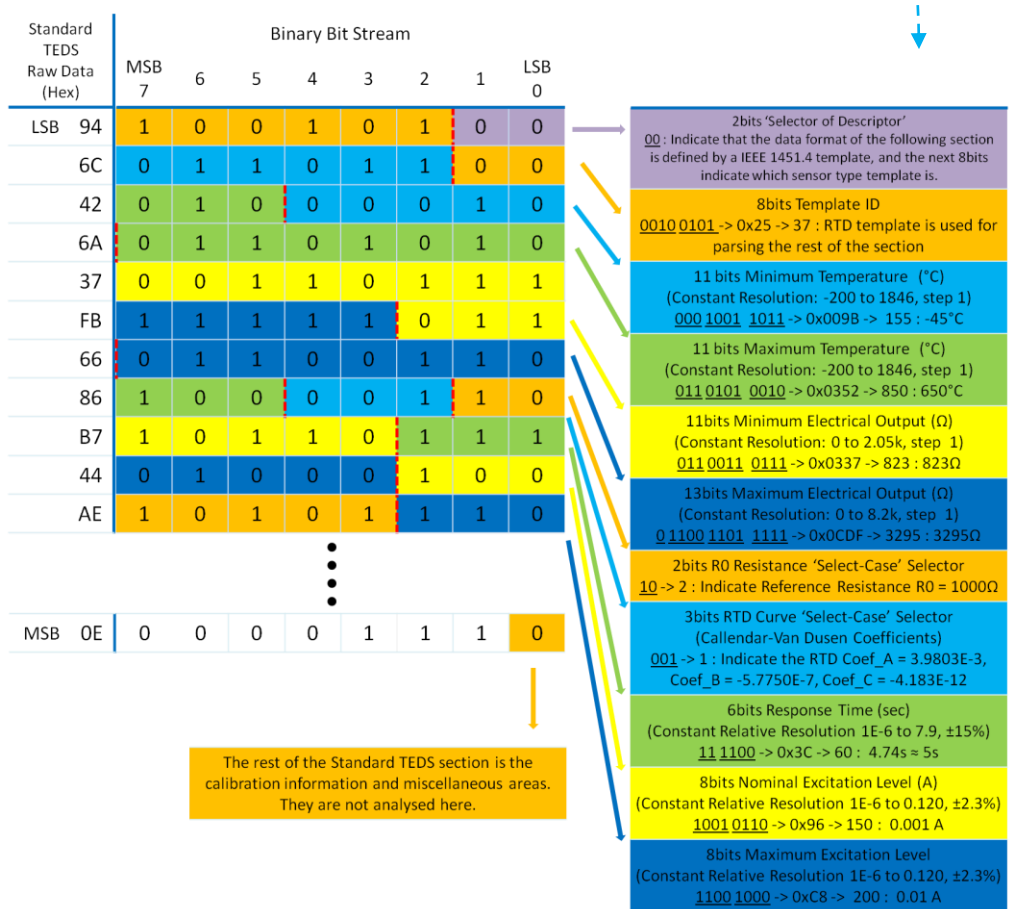 Standard
TEDS
Raw Data
(Hex)
Binary Bit Stream
MSB
7 6 5 4 3 2 1 LSB
0
LSB 94 1 0 0 1 0 1 0 0
6C 0 1 1 0 1 1 0 0
42 0 1 0 0 0 0 1 0
6A 0 1 1 0 1 0 1 0
37 0 0 1 1 0 1 1 1
FB 1 1 1 1 1 0 1 1
66 0 1 1 0 0 1 1 0
86 1 0 0 0 0 1 1 0
B7 1 0 1 1 0 1 1 1
44 0 1 0 0 0 1 0 0
AE 1 0 1 0 1 1 1 0
MSB 0E 0 0 0 0 1 1 1 0
The rest of the Standard TEDS section is the
calibration information and miscellaneous areas.
They are not analysed here.
2bits 'Selector of Descriptor'
00 : Indicate that the data format of the following section
is defined by a IEEE 1451.4 template, and the next 8bits
indicate which sensor type template is.
8bits Template ID
0010 0101 -> 0x25 -> 37 : RTD template is used for
parsing the rest of the section
11 bits Minimum Temperature (°C)
(Constant Resolution: -200 to 1846, step 1)
000 1001 1011 -> 0x009B -> 155 : -45°C
11 bits Maximum Temperature (°C)
(Constant Resolution: -200 to 1846, step 1)
011 0101 0010 -> 0x0352 -> 850 : 650°C
11bits Minimum Electrical Output (Ω)
(Constant Resolution: 0 to 2.05k, step 1)
011 0011 0111 -> 0x0337 -> 823 : 823Ω
13bits Maximum Electrical Output (Ω)
(Constant Resolution: 0 to 8.2k, step 1)
0 1100 1101 1111 -> 0x0CDF -> 3295 : 3295Ω
2bits R0 Resistance 'Select-Case' Selector
10 -> 2 : Indicate Reference Resistance R0 = 1000Ω
3bits RTD Curve 'Select-Case' Selector
(Callendar-Van Dusen Coefficients)
001 -> 1 : Indicate the RTD Coef_A = 3.9803E-3,
Coef_B = -5.7750E-7, Coef_C = -4.183E-12
6bits Response Time (sec)
(Constant Relative Resolution 1E-6 to 7.9, ±15%)
11 1100 -> 0x3C -> 60 : 4.74s ≈ 5s
8bits Nominal Excitation Level (A)
(Constant Relative Resolution 1E-6 to 0.120, ±2.3%)
1001 0110 -> 0x96 -> 150 : 0.001 A
8bits Maximum Excitation Level
(Constant Relative Resolution 1E-6 to 0.120, ±2.3%)
1100 1000 -> 0xC8 -> 200 : 0.01 A